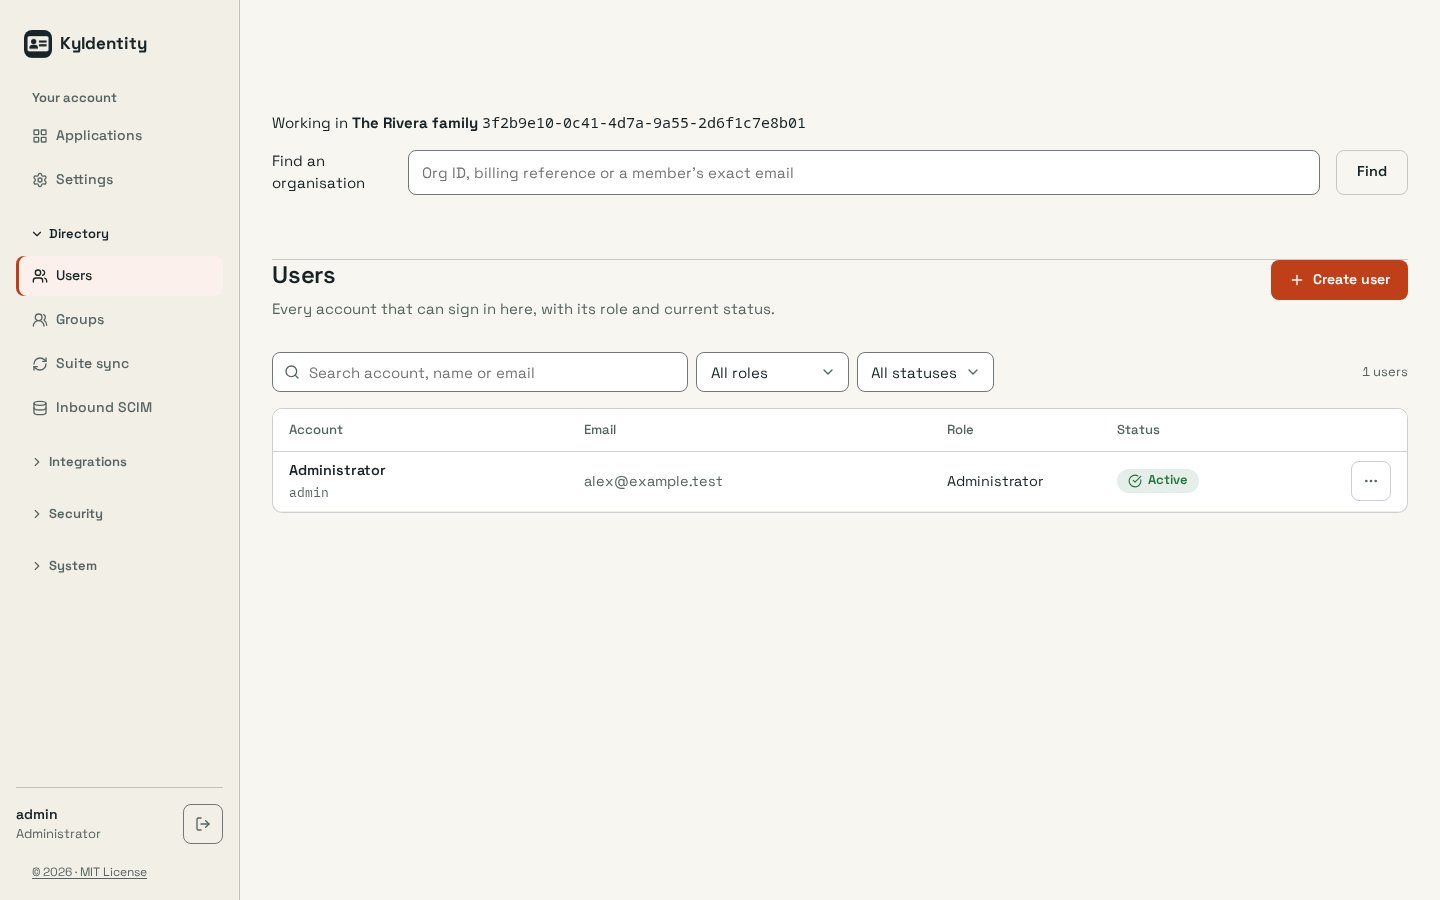 KyIdentity
Your account
Applications
Settings
Directory
Users
Groups
Suite sync
Inbound SCIM
Integrations
Security
System
admin
Administrator
© 2026 · MIT License
Working in The Rivera family 3f2b9e10-0c41-4d7a-9a55-2d6f1c7e8b01
Find an
organisation
Org ID, billing reference or a member's exact email
Find
Users
Create user
Every account that can sign in here, with its role and current status.
Search account, name or email
All roles
All statuses
1 users
Account Email Role Status
Administrator
admin
alex@example.test
Administrator
Active